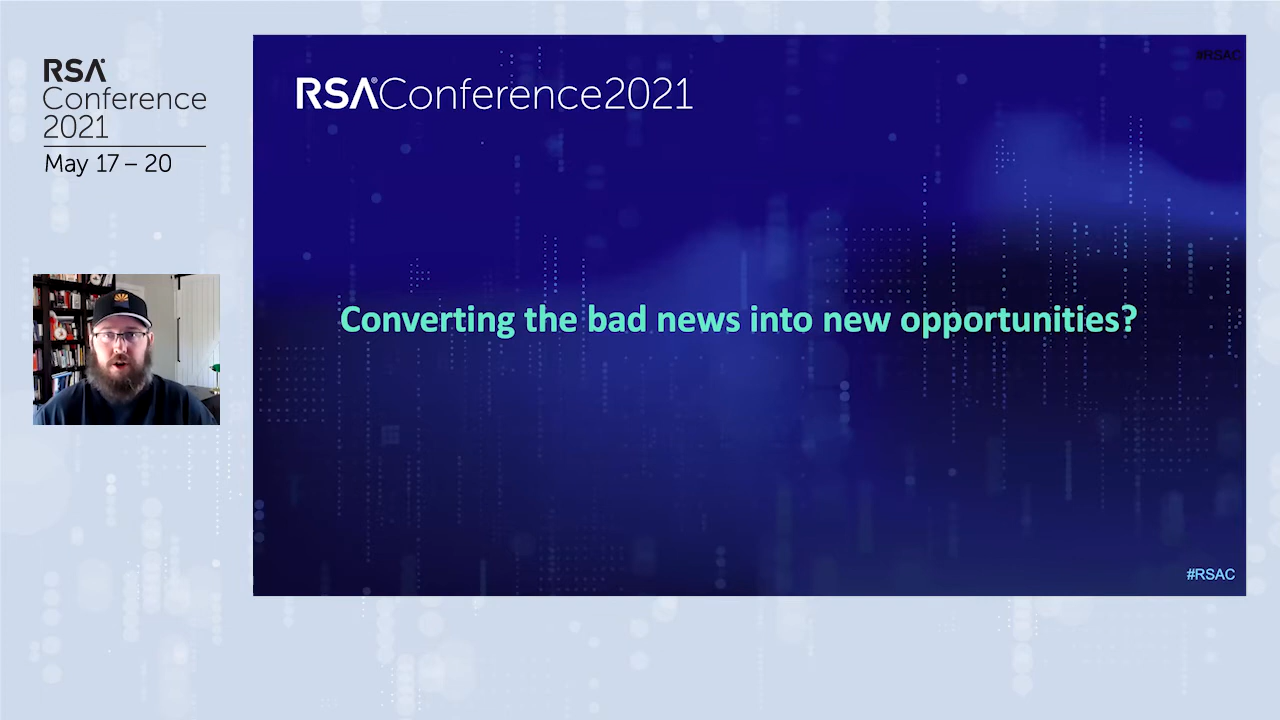 RSA
Conference
2021
May 17 – 20
#RSAC
RSAConference2021
Converting the bad news into new opportunities?
#RSAC